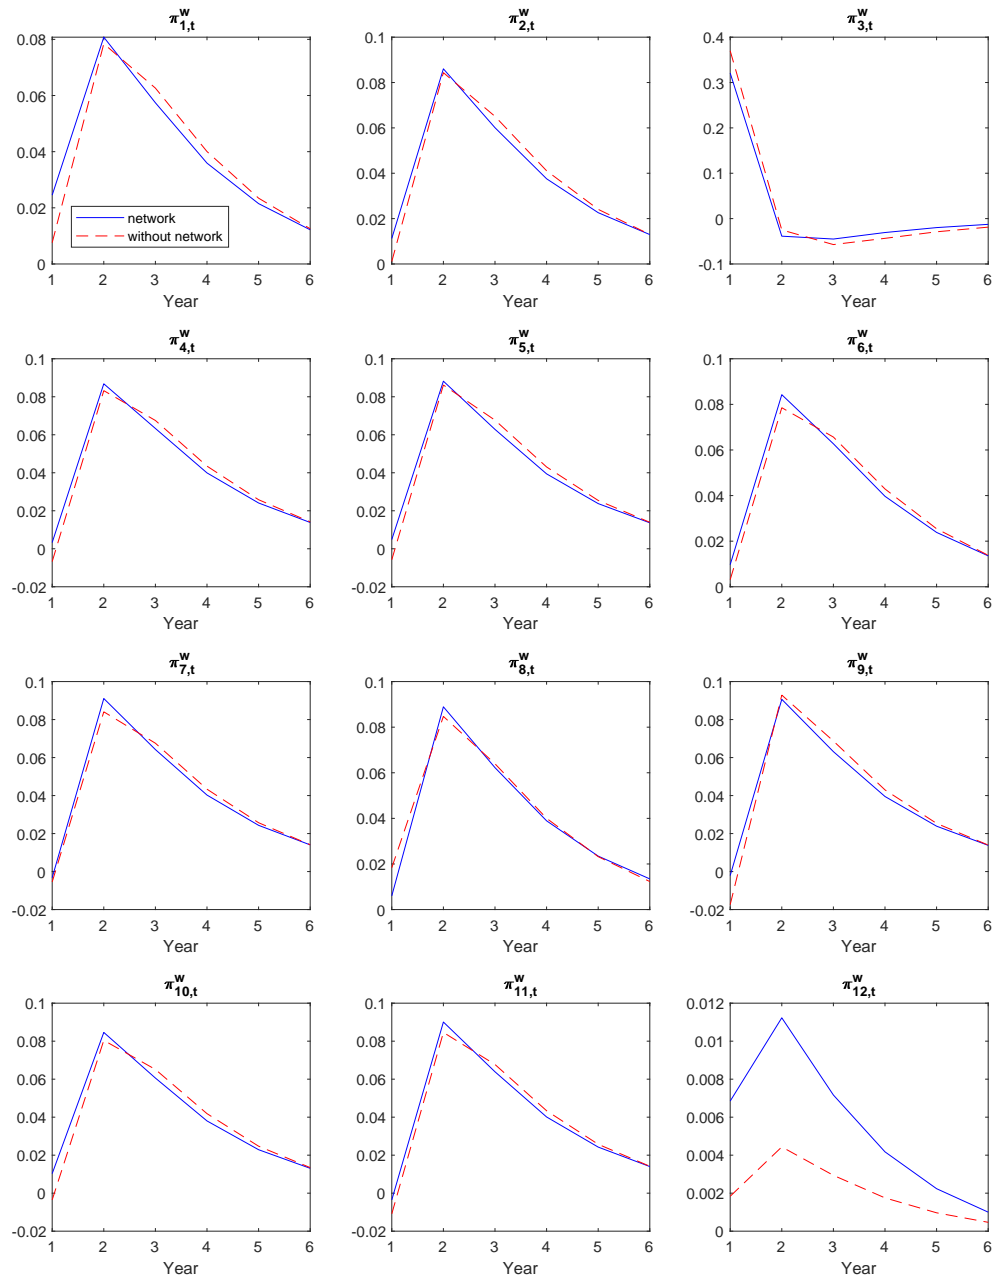 π^w_{1,t} π^w_{2,t} π^w_{3,t}
0.08 0.1 0.4
0.3
0.06 0.08
0.06 0.2
0.04
0.04 0.1
0.02 0.02 0
network
without network
0 0 -0.1
1 2 3 4 5 6 1 2 3 4 5 6 1 2 3 4 5 6
Year Year Year
π^w_{4,t} π^w_{5,t} π^w_{6,t}
0.1 0.1 0.1
0.08 0.08 0.08
0.06 0.06
0.06
0.04 0.04
0.04
0.02 0.02
0.02
0 0
-0.02 -0.02 0
1 2 3 4 5 6 1 2 3 4 5 6 1 2 3 4 5 6
Year Year Year
π^w_{7,t} π^w_{8,t} π^w_{9,t}
0.1 0.1 0.1
0.08 0.08 0.08
0.06 0.06
0.06
0.04 0.04
0.04
0.02 0.02
0.02
0 0
-0.02 0 -0.02
1 2 3 4 5 6 1 2 3 4 5 6 1 2 3 4 5 6
Year Year Year
π^w_{10,t} π^w_{11,t} π^w_{12,t}
0.1 0.1 0.012
0.08 0.08 0.01
0.06 0.06 0.008
0.04 0.04 0.006
0.02 0.02 0.004
0 0 0.002
-0.02 -0.02 0
1 2 3 4 5 6 1 2 3 4 5 6 1 2 3 4 5 6
Year Year Year